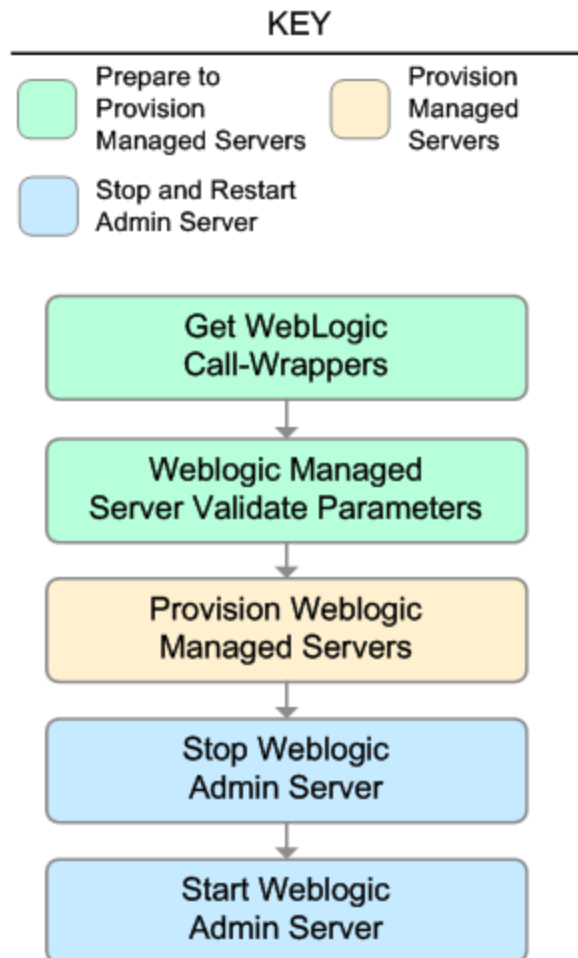 KEY
Prepare to
Provision
Managed Servers
Provision
Managed
Servers
Stop and Restart
Admin Server
Get WebLogic
Call-Wrappers
Weblogic Managed
Server Validate Parameters
Provision Weblogic
Managed Servers
Stop Weblogic
Admin Server
Start Weblogic
Admin Server